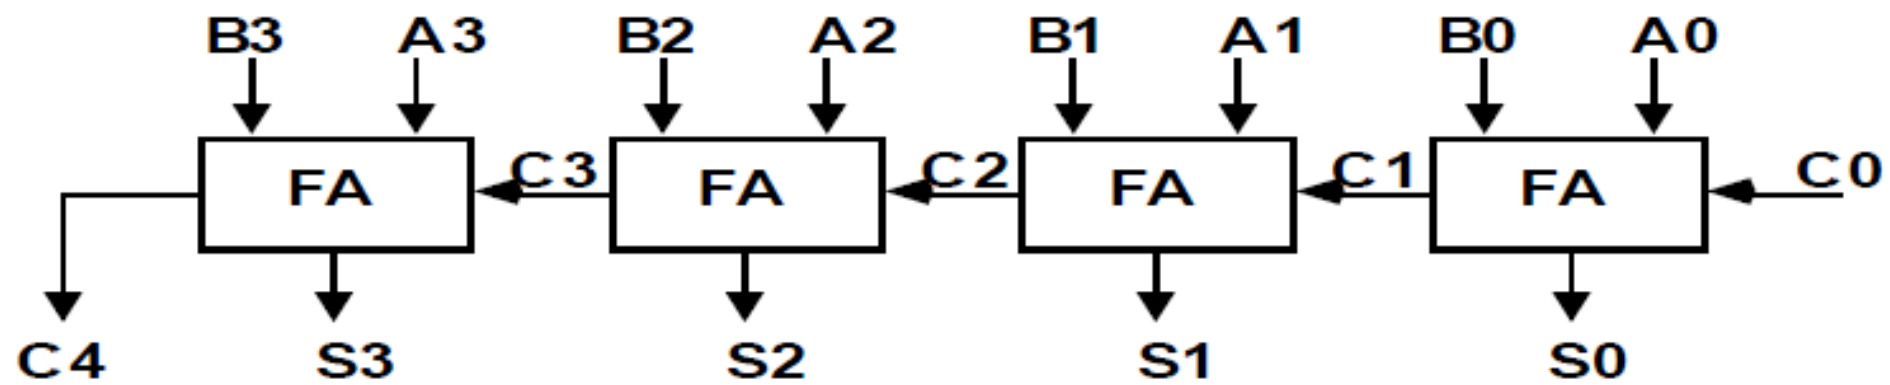 B3 A3 B2 A2 B1 A1 B0 A0
FA C3 FA C2 FA C1 FA C0
C4 S3 S2 S1 S0